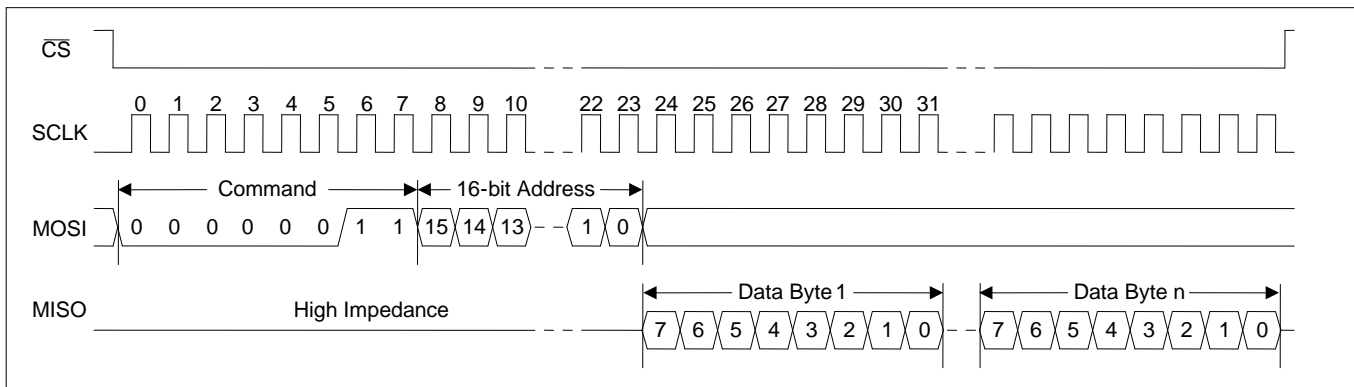 CS
0 1 2 3 4 5 6 7 8 9 10 22 23 24 25 26 27 28 29 30 31
SCLK
Command 16-bit Address
MOSI 0 0 0 0 0 0 1 1 15 14 13 1 0
Data Byte 1 Data Byte n
MISO High Impedance
7 6 5 4 3 2 1 0 7 6 5 4 3 2 1 0